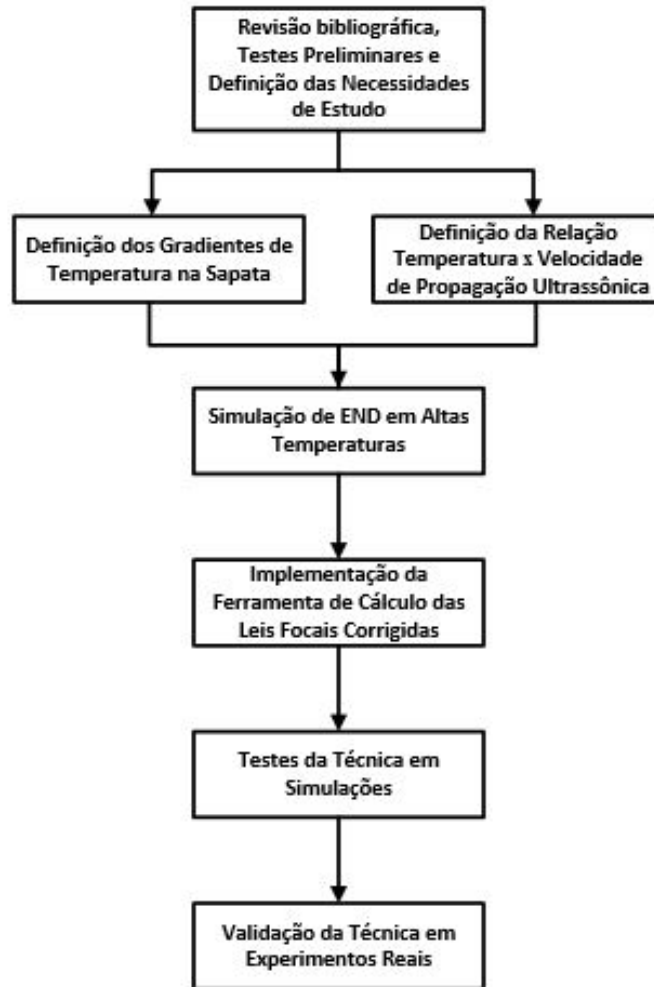 Revisão bibliográfica,
Testes Preliminares e
Definição das Necessidades
de Estudo
Definição dos Gradientes de
Temperatura na Sapata
Definição da Relação
Temperatura x Velocidade
de Propagação Ultrassônica
Simulação de END em Altas
Temperaturas
Implementação da
Ferramenta de Cálculo das
Leis Focais Corrigidas
Testes da Técnica em
Simulações
Validação da Técnica em
Experimentos Reais